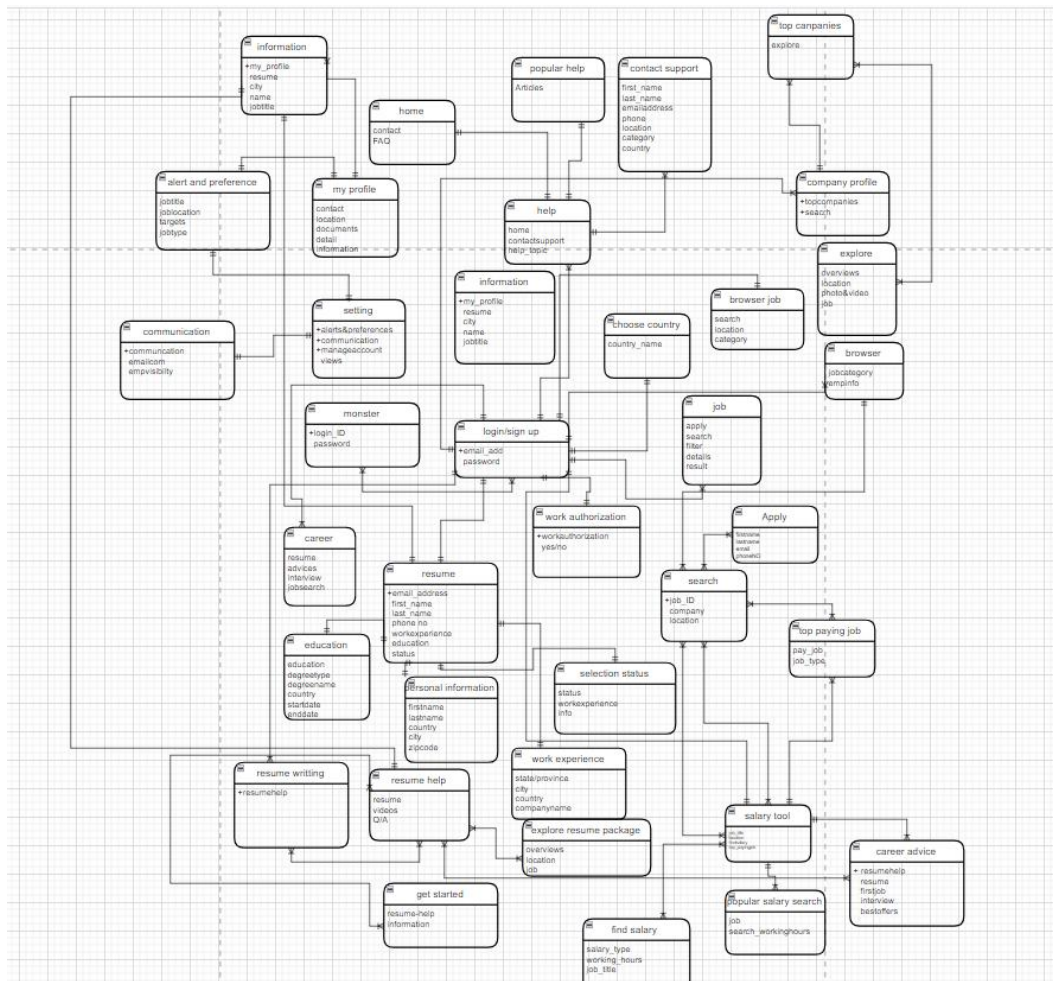 top canpanies
explore
information
+my_profile
resume
city
name
jobtitle
popular help
Articles
contact support
first_name
last_name
emailaddress
phone
location
category
country
home
contact
FAQ
alert and preference
jobtitle
joblocation
targets
jobtype
my profile
contact
location
documents
detail
information
help
home
contactsupport
help_topic
company profile
+topcompanies
+search
explore
overviews
location
photo&video
job
information
+my_profile
resume
city
name
jobtitle
browser job
search
location
category
setting
+alerts&preferences
+communication
+manageaccount
views
communication
+communication
emailcom
empvisiblity
choose country
country_name
browser
jobcategory
empinfo
monster
+login_ID
password
login/sign up
+email_add
password
job
apply
search
filter
details
result
work authorization
+workauthorization
yes/no
Apply
firstname
lastname
email
career
resume
advices
interview
jobsearch
resume
+email_address
first_name
last_name
phone no
workexperience
education
status
search
+job_ID
company
location
top paying job
pay_job
job_type
education
education
degreetype
degreename
country
startdate
enddate
personal information
firstname
lastname
country
city
zipcode
selection status
status
workexperience
info
work experience
state/province
city
country
companyname
resume writting
+resumehelp
resume help
resume
videos
Q/A
explore resume package
overviews
location
job
salary tool
career advice
+ resumehelp
resume
firstjob
interview
bestoffers
get started
resume-help
information
popular salary search
job
search_workinghours
find salary
salary_type
working_hours
job_title